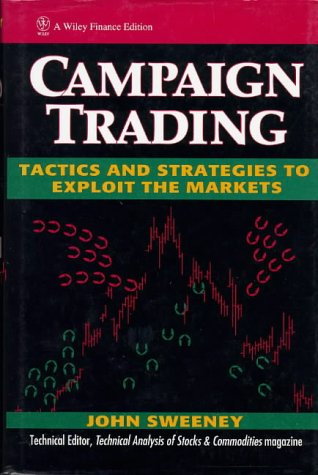 WILEY
A Wiley Finance Edition
CAMPAIGN
TRADING
TACTICS AND STRATEGIES TO
EXPLOIT THE MARKETS
JOHN SWEENEY
Technical Editor, Technical Analysis of Stocks & Commodities magazine